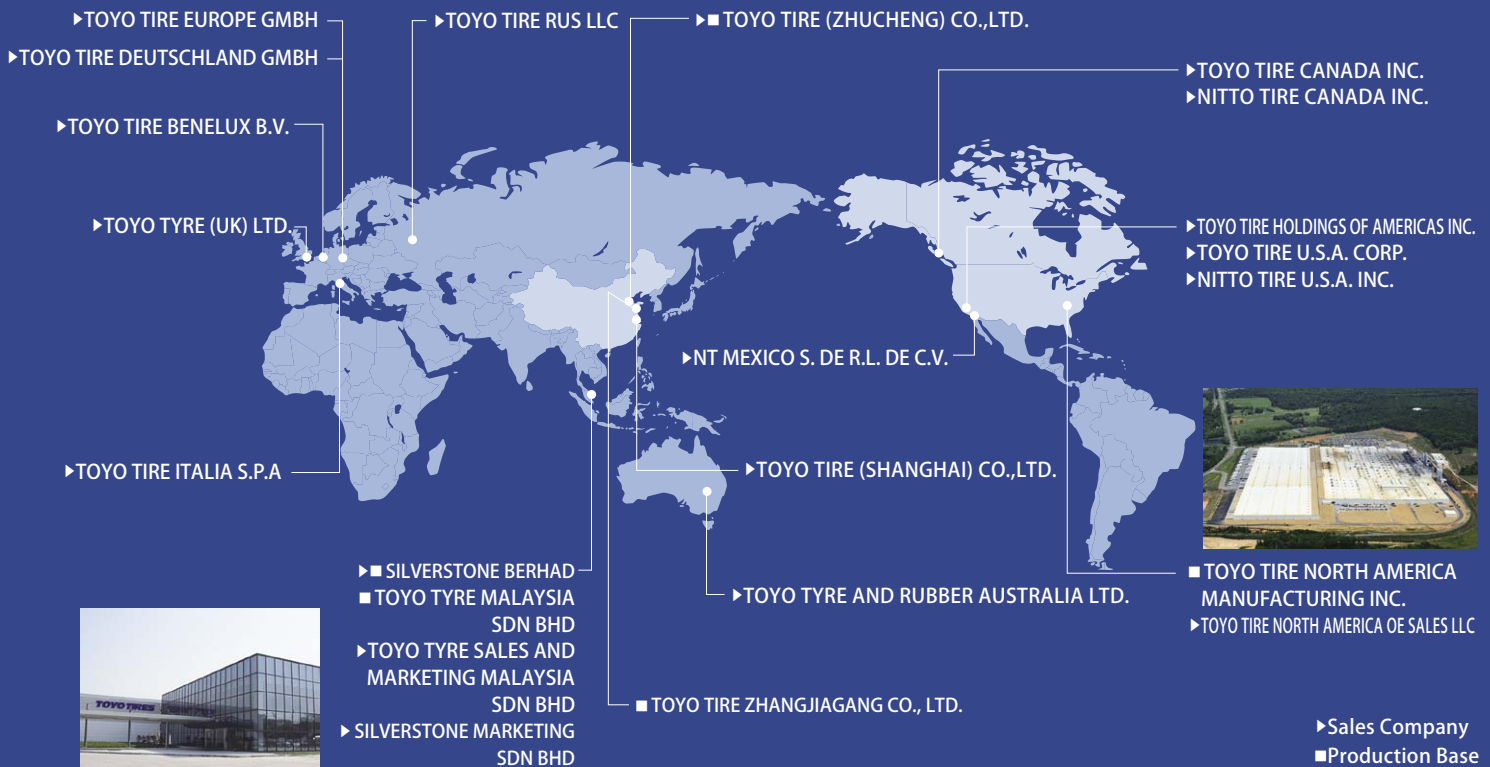 ▶TOYO TIRE EUROPE GMBH
▶TOYO TIRE DEUTSCHLAND GMBH
▶TOYO TIRE BENELUX B.V.
▶TOYO TYRE (UK) LTD.
▶TOYO TIRE ITALIA S.P.A
▶TOYO TIRE RUS LLC
▶■ TOYO TIRE (ZHUCHENG) CO.,LTD.
▶TOYO TIRE CANADA INC.
▶NITTO TIRE CANADA INC.
▶TOYO TIRE HOLDINGS OF AMERICAS INC.
▶TOYO TIRE U.S.A. CORP.
▶NITTO TIRE U.S.A. INC.
▶NT MEXICO S. DE R.L. DE C.V.
▶TOYO TIRE (SHANGHAI) CO.,LTD.
▶■ SILVERSTONE BERHAD
■ TOYO TYRE MALAYSIA
SDN BHD
▶TOYO TYRE SALES AND
MARKETING MALAYSIA
SDN BHD
▶ SILVERSTONE MARKETING
SDN BHD
▶TOYO TYRE AND RUBBER AUSTRALIA LTD.
■ TOYO TIRE ZHANGJIAGANG CO., LTD.
■ TOYO TIRE NORTH AMERICA
MANUFACTURING INC.
▶TOYO TIRE NORTH AMERICA OE SALES LLC
TOYO TIRES
▶Sales Company
■Production Base